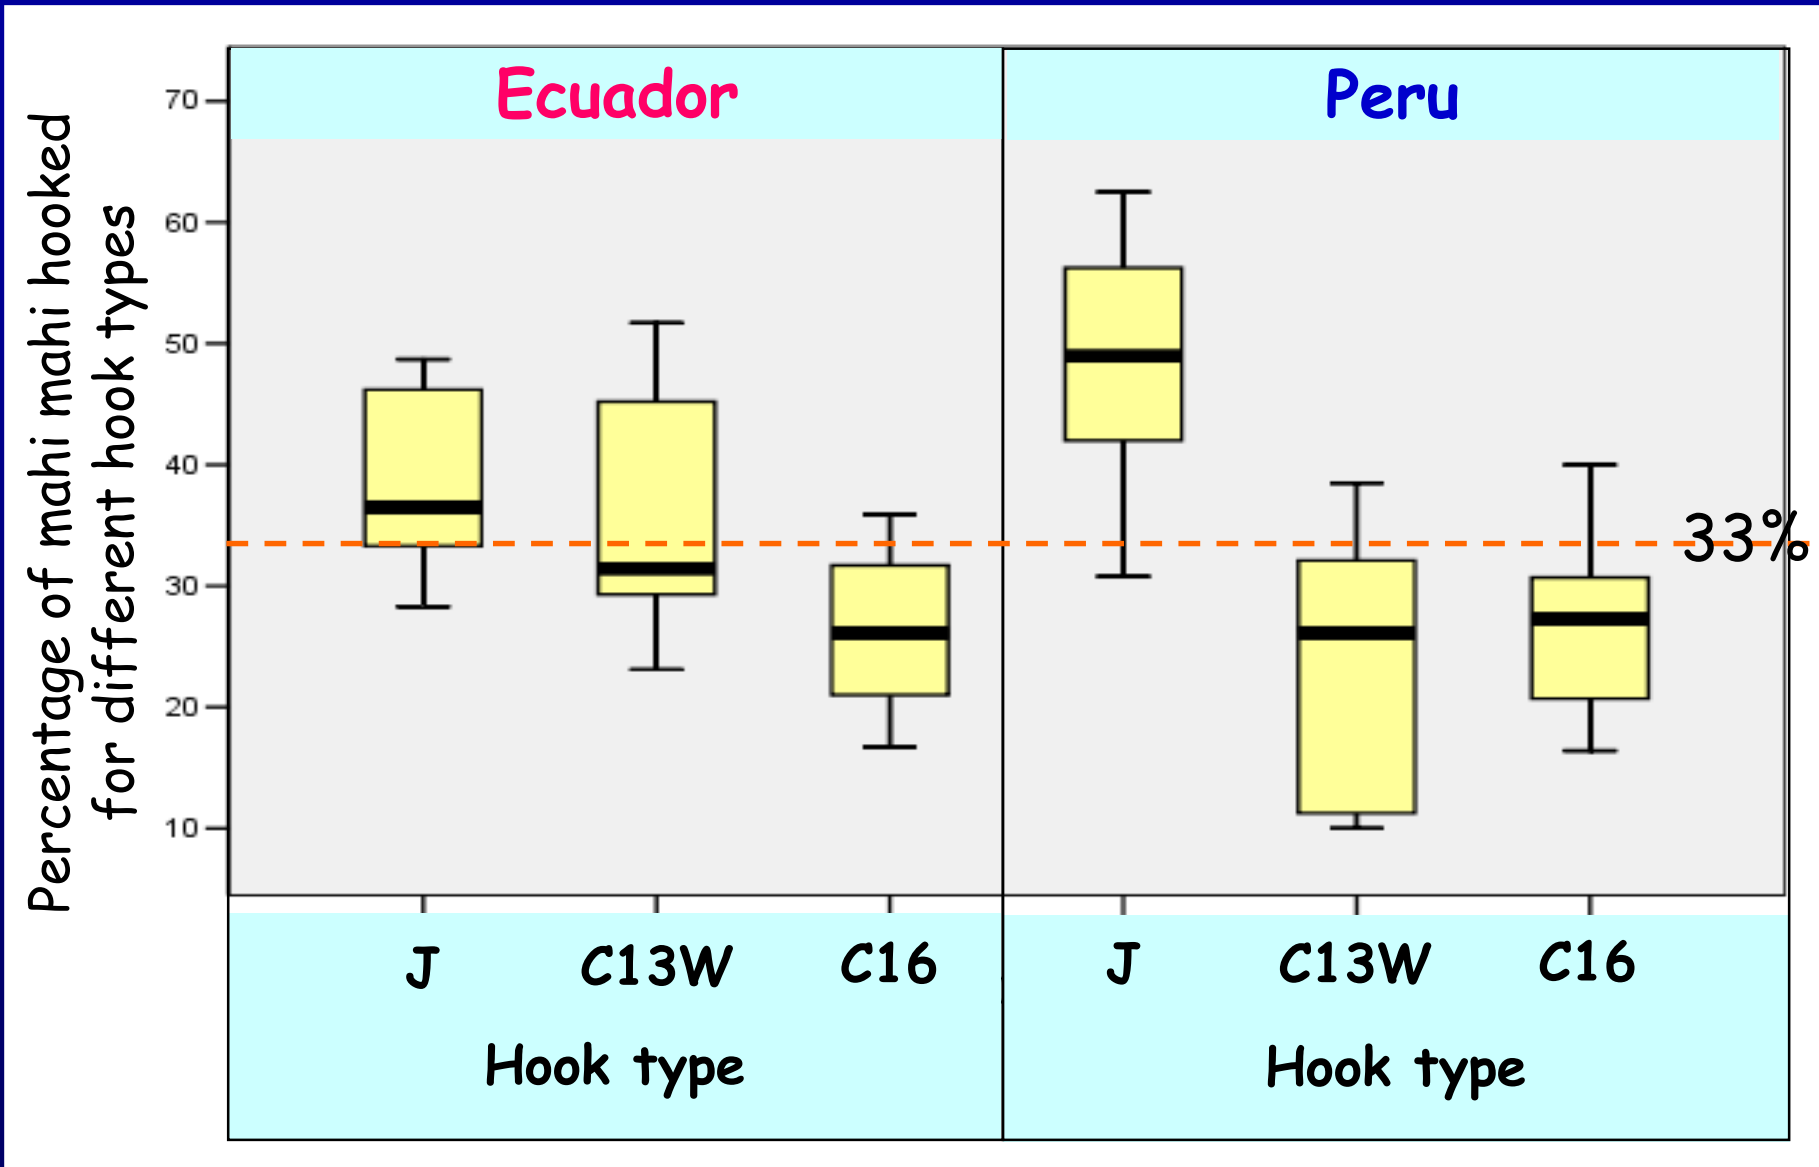 Percentage of mahi mahi hooked
for different hook types
Ecuador
Peru
70
60
50
40
30
20
10
33%
J C13W C16
J C13W C16
Hook type
Hook type